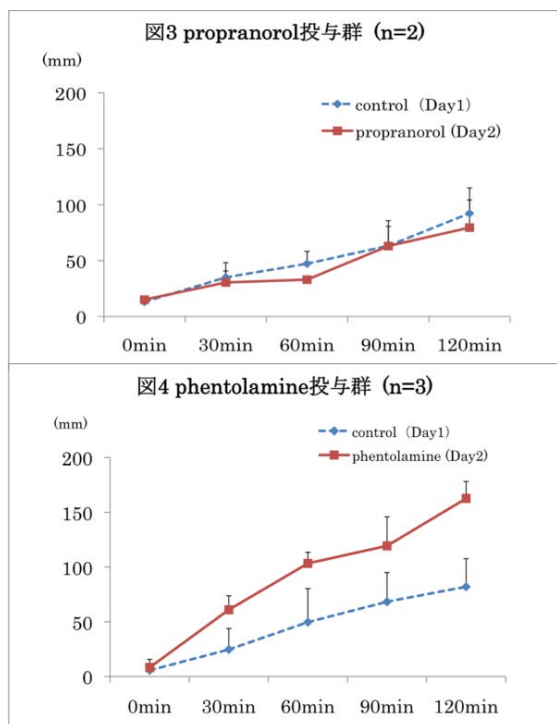 図3 propranorol投与群 (n=2)
(mm)
200
150
100
50
0
control（Day1）
propranorol (Day2)
0min 30min 60min 90min 120min
図4 phentolamine投与群 (n=3)
(mm)
200
150
100
50
0
control（Day1）
phentolamine (Day2)
0min 30min 60min 90min 120min